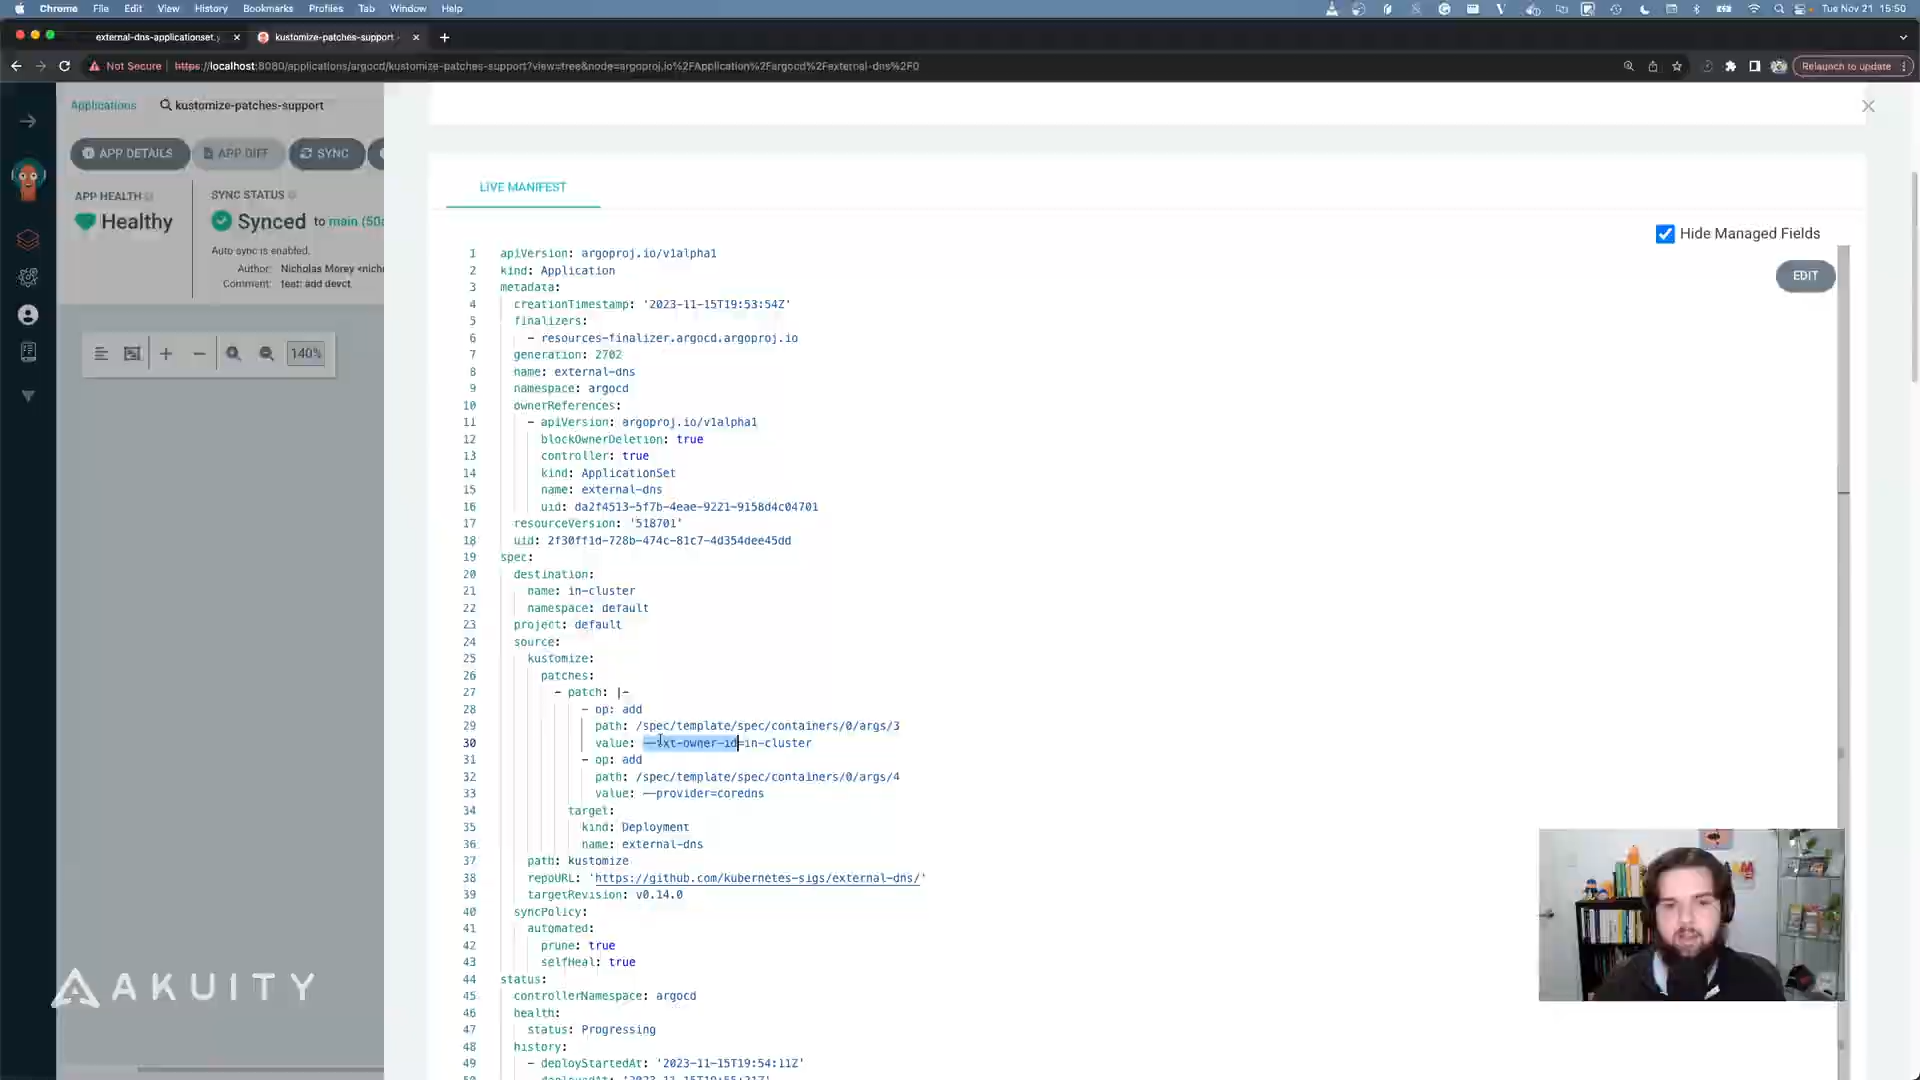 Chrome File Edit View History Bookmarks Profiles Tab Window Help Tue Nov 21 15:50
external-dns-applicationset. kustomize-patches-support
Not Secure https://localhost:8080/applications/argocd/kustomize-patches-support?view=tree&node=argoproj.io%2FApplication%2Fargocd%2Fexternal-dns%2F0 Relaunch to update
Applications kustomize-patches-support
APP DETAILS APP DIFF SYNC
APP HEALTH SYNC STATUS
Healthy Synced to main (50a
Auto sync is enabled.
Author: Nicholas Morey <nich
Comment: feat: add devct
140%
LIVE MANIFEST
Hide Managed Fields
EDIT
1 apiVersion: argoproj.io/v1alpha1
2 kind: Application
3 metadata:
4 creationTimestamp: '2023-11-15T19:53:54Z'
5 finalizers:
6 - resources-finalizer.argocd.argoproj.io
7 generation: 2702
8 name: external-dns
9 namespace: argocd
10 ownerReferences:
11 - apiVersion: argoproj.io/v1alpha1
12 blockOwnerDeletion: true
13 controller: true
14 kind: ApplicationSet
15 name: external-dns
16 uid: da2f4513-5f7b-4eae-9221-9158d4c04701
17 resourceVersion: '518701'
18 uid: 2f30ff1d-728b-474c-81c7-4d354dee45dd
19 spec:
20 destination:
21 name: in-cluster
22 namespace: default
23 project: default
24 source:
25 kustomize:
26 patches:
27 - patch: |-
28 - op: add
29 path: /spec/template/spec/containers/0/args/3
30 value: --txt-owner-id=in-cluster
31 - op: add
32 path: /spec/template/spec/containers/0/args/4
33 value: --provider=coredns
34 target:
35 kind: Deployment
36 name: external-dns
37 path: kustomize
38 repoURL: 'https://github.com/kubernetes-sigs/external-dns/'
39 targetRevision: v0.14.0
40 syncPolicy:
41 automated:
42 prune: true
43 selfHeal: true
44 status:
45 controllerNamespace: argocd
46 health:
47 status: Progressing
48 history:
49 - deployStartedAt: '2023-11-15T19:54:11Z'
AKUITY